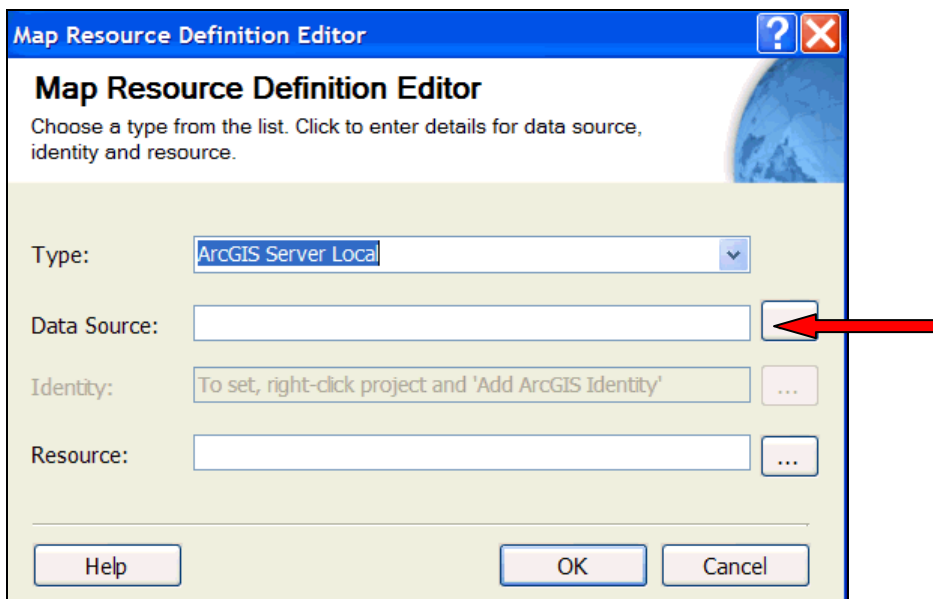 Map Resource Definition Editor
?
Map Resource Definition Editor
Choose a type from the list. Click to enter details for data source,
identity and resource.
Type: ArcGIS Server Local
Data Source:
Identity: To set, right-click project and 'Add ArcGIS Identity' ...
Resource: ...
Help OK Cancel